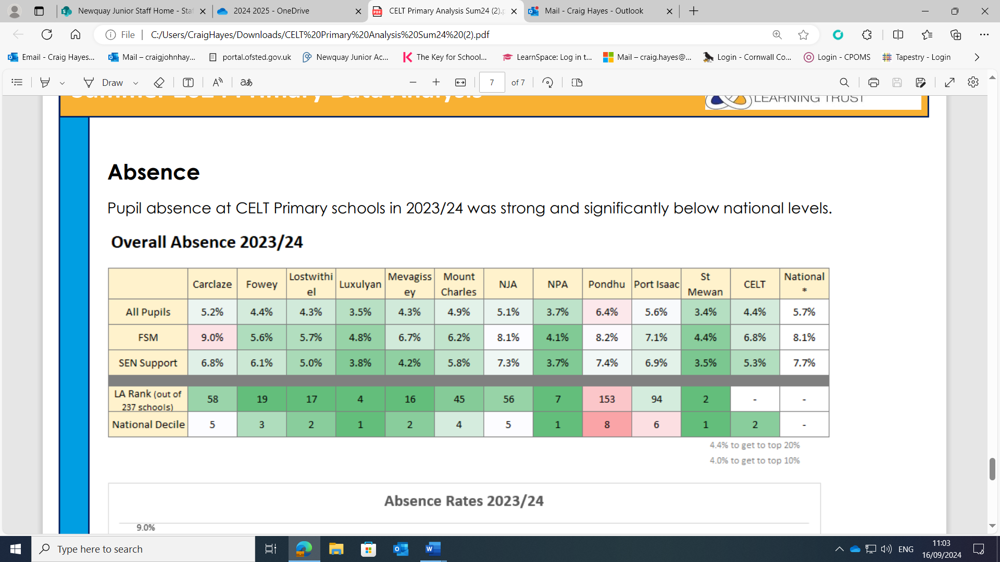 Newquay Junior Staff Home - Staf
2024 2025 - OneDrive
CELT Primary Analysis Sum24 (2).p
Mail - Craig Hayes - Outlook
File
C:/Users/CraigHayes/Downloads/CELT%20Primary%20Analysis%20Sum24%20(2).pdf
Email - Craig Hayes...
Mail – craigjohnhay...
portal.ofsted.gov.uk
Newquay Junior Ac...
The Key for School...
LearnSpace: Log in t...
Mail – craig.hayes@...
Login - Cornwall Co...
Login - CPOMS
Tapestry - Login
Draw
7 of 7
Summer 2024 Primary Data Analysis
LEARNING TRUST
Absence
Pupil absence at CELT Primary schools in 2023/24 was strong and significantly below national levels.
Overall Absence 2023/24
Carclaze Fowey Lostwithiel Luxulyan Mevagissey Mount Charles NJA NPA Pondhu Port Isaac St Mewan CELT National *
All Pupils 5.2% 4.4% 4.3% 3.5% 4.3% 4.9% 5.1% 3.7% 6.4% 5.6% 3.4% 4.4% 5.7%
FSM 9.0% 5.6% 5.7% 4.8% 6.7% 6.2% 8.1% 4.1% 8.2% 7.1% 4.4% 6.8% 8.1%
SEN Support 6.8% 6.1% 5.0% 3.8% 4.2% 5.8% 7.3% 3.7% 7.4% 6.9% 3.5% 5.3% 7.7%
LA Rank (out of 237 schools) 58 19 17 4 16 45 56 7 153 94 2 - -
National Decile 5 3 2 1 2 4 5 1 8 6 1 2 -
4.4% to get to top 20%
4.0% to get to top 10%
Absence Rates 2023/24
9.0%
Type here to search
ENG
11:03
16/09/2024